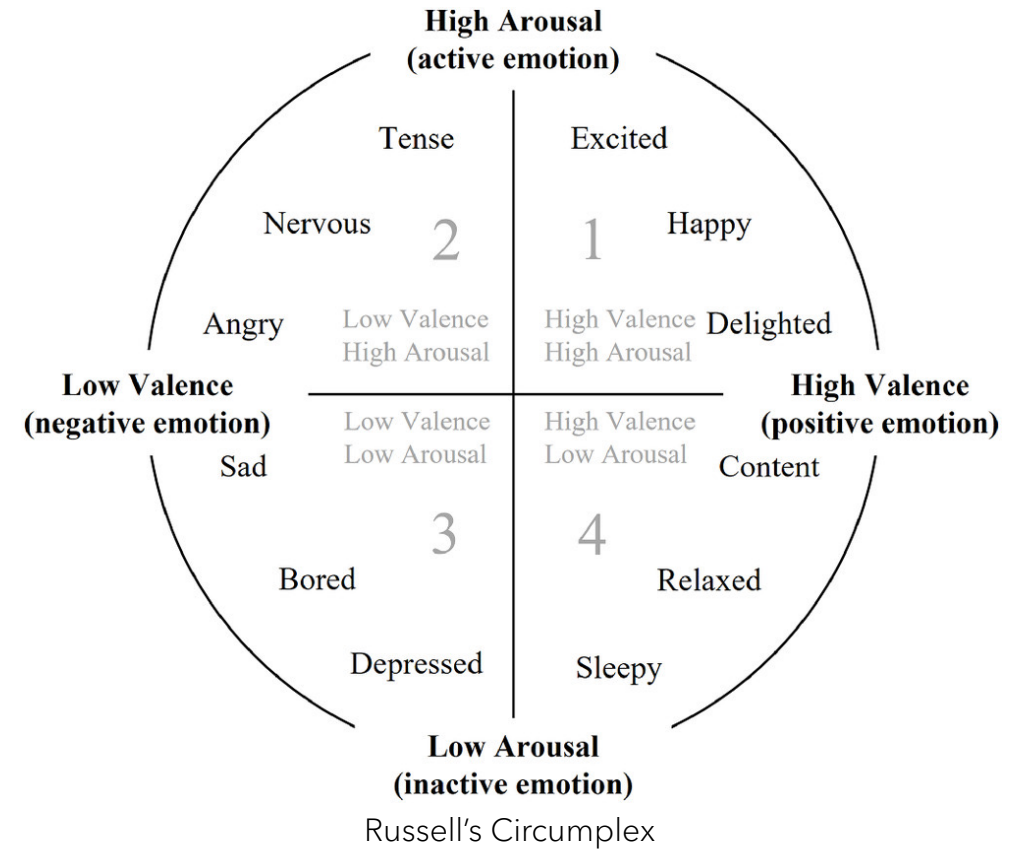 High Arousal
(active emotion)
Tense
Excited
Nervous
2
1
Happy
Angry
Low Valence
High Arousal
High Valence
High Arousal
Delighted
Low Valence
(negative emotion)
High Valence
(positive emotion)
Low Valence
Low Arousal
High Valence
Low Arousal
Sad
Content
3
4
Bored
Relaxed
Depressed
Sleepy
Low Arousal
(inactive emotion)
Russell's Circumplex